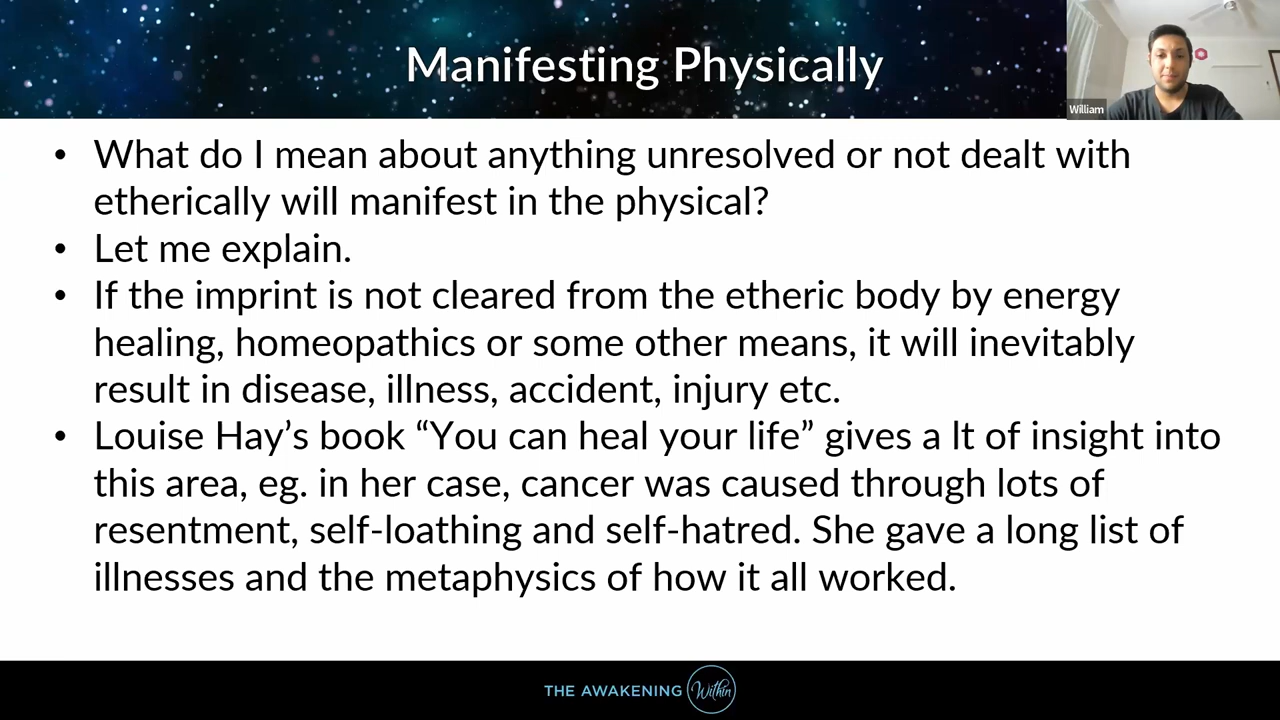 Manifesting Physically
William
• What do I mean about anything unresolved or not dealt with
etherically will manifest in the physical?
• Let me explain.
• If the imprint is not cleared from the etheric body by energy
healing, homeopathics or some other means, it will inevitably
result in disease, illness, accident, injury etc.
• Louise Hay’s book “You can heal your life” gives a lt of insight into
this area, eg. in her case, cancer was caused through lots of
resentment, self-loathing and self-hatred. She gave a long list of
illnesses and the metaphysics of how it all worked.
THE AWAKENING Within